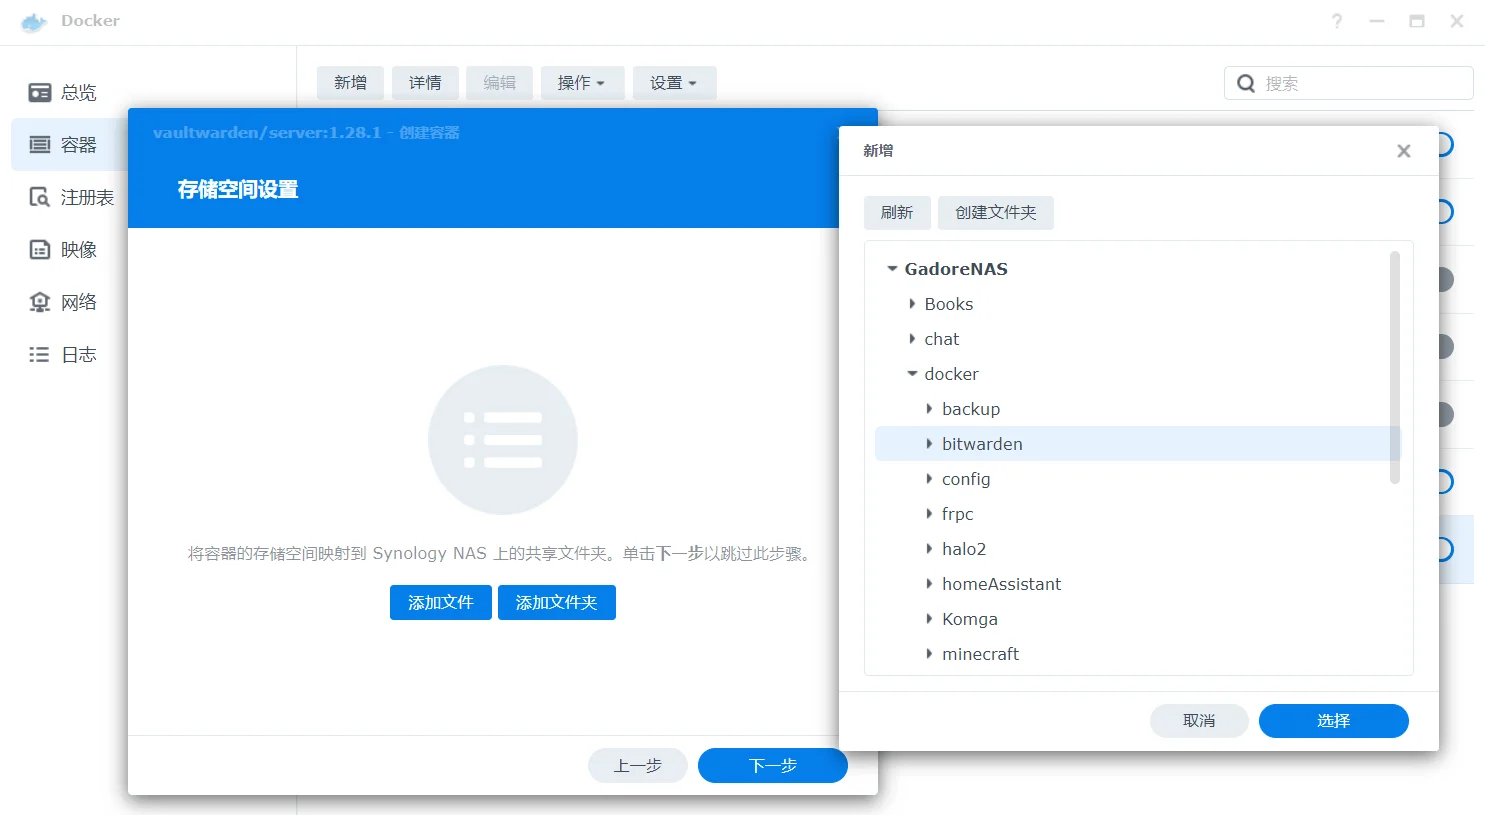 Docker
总览
容器
注册表
映像
网络
日志
新增 详情 编辑 操作 设置
搜索
vaultwarden/server:1.28.1 - 创建容器
存储空间设置
将容器的存储空间映射到 Synology NAS 上的共享文件夹。单击下一步以跳过此步骤。
添加文件 添加文件夹
上一步 下一步
新增
刷新 创建文件夹
GadoreNAS
Books
chat
docker
backup
bitwarden
config
frpc
halo2
homeAssistant
Komga
minecraft
取消 选择